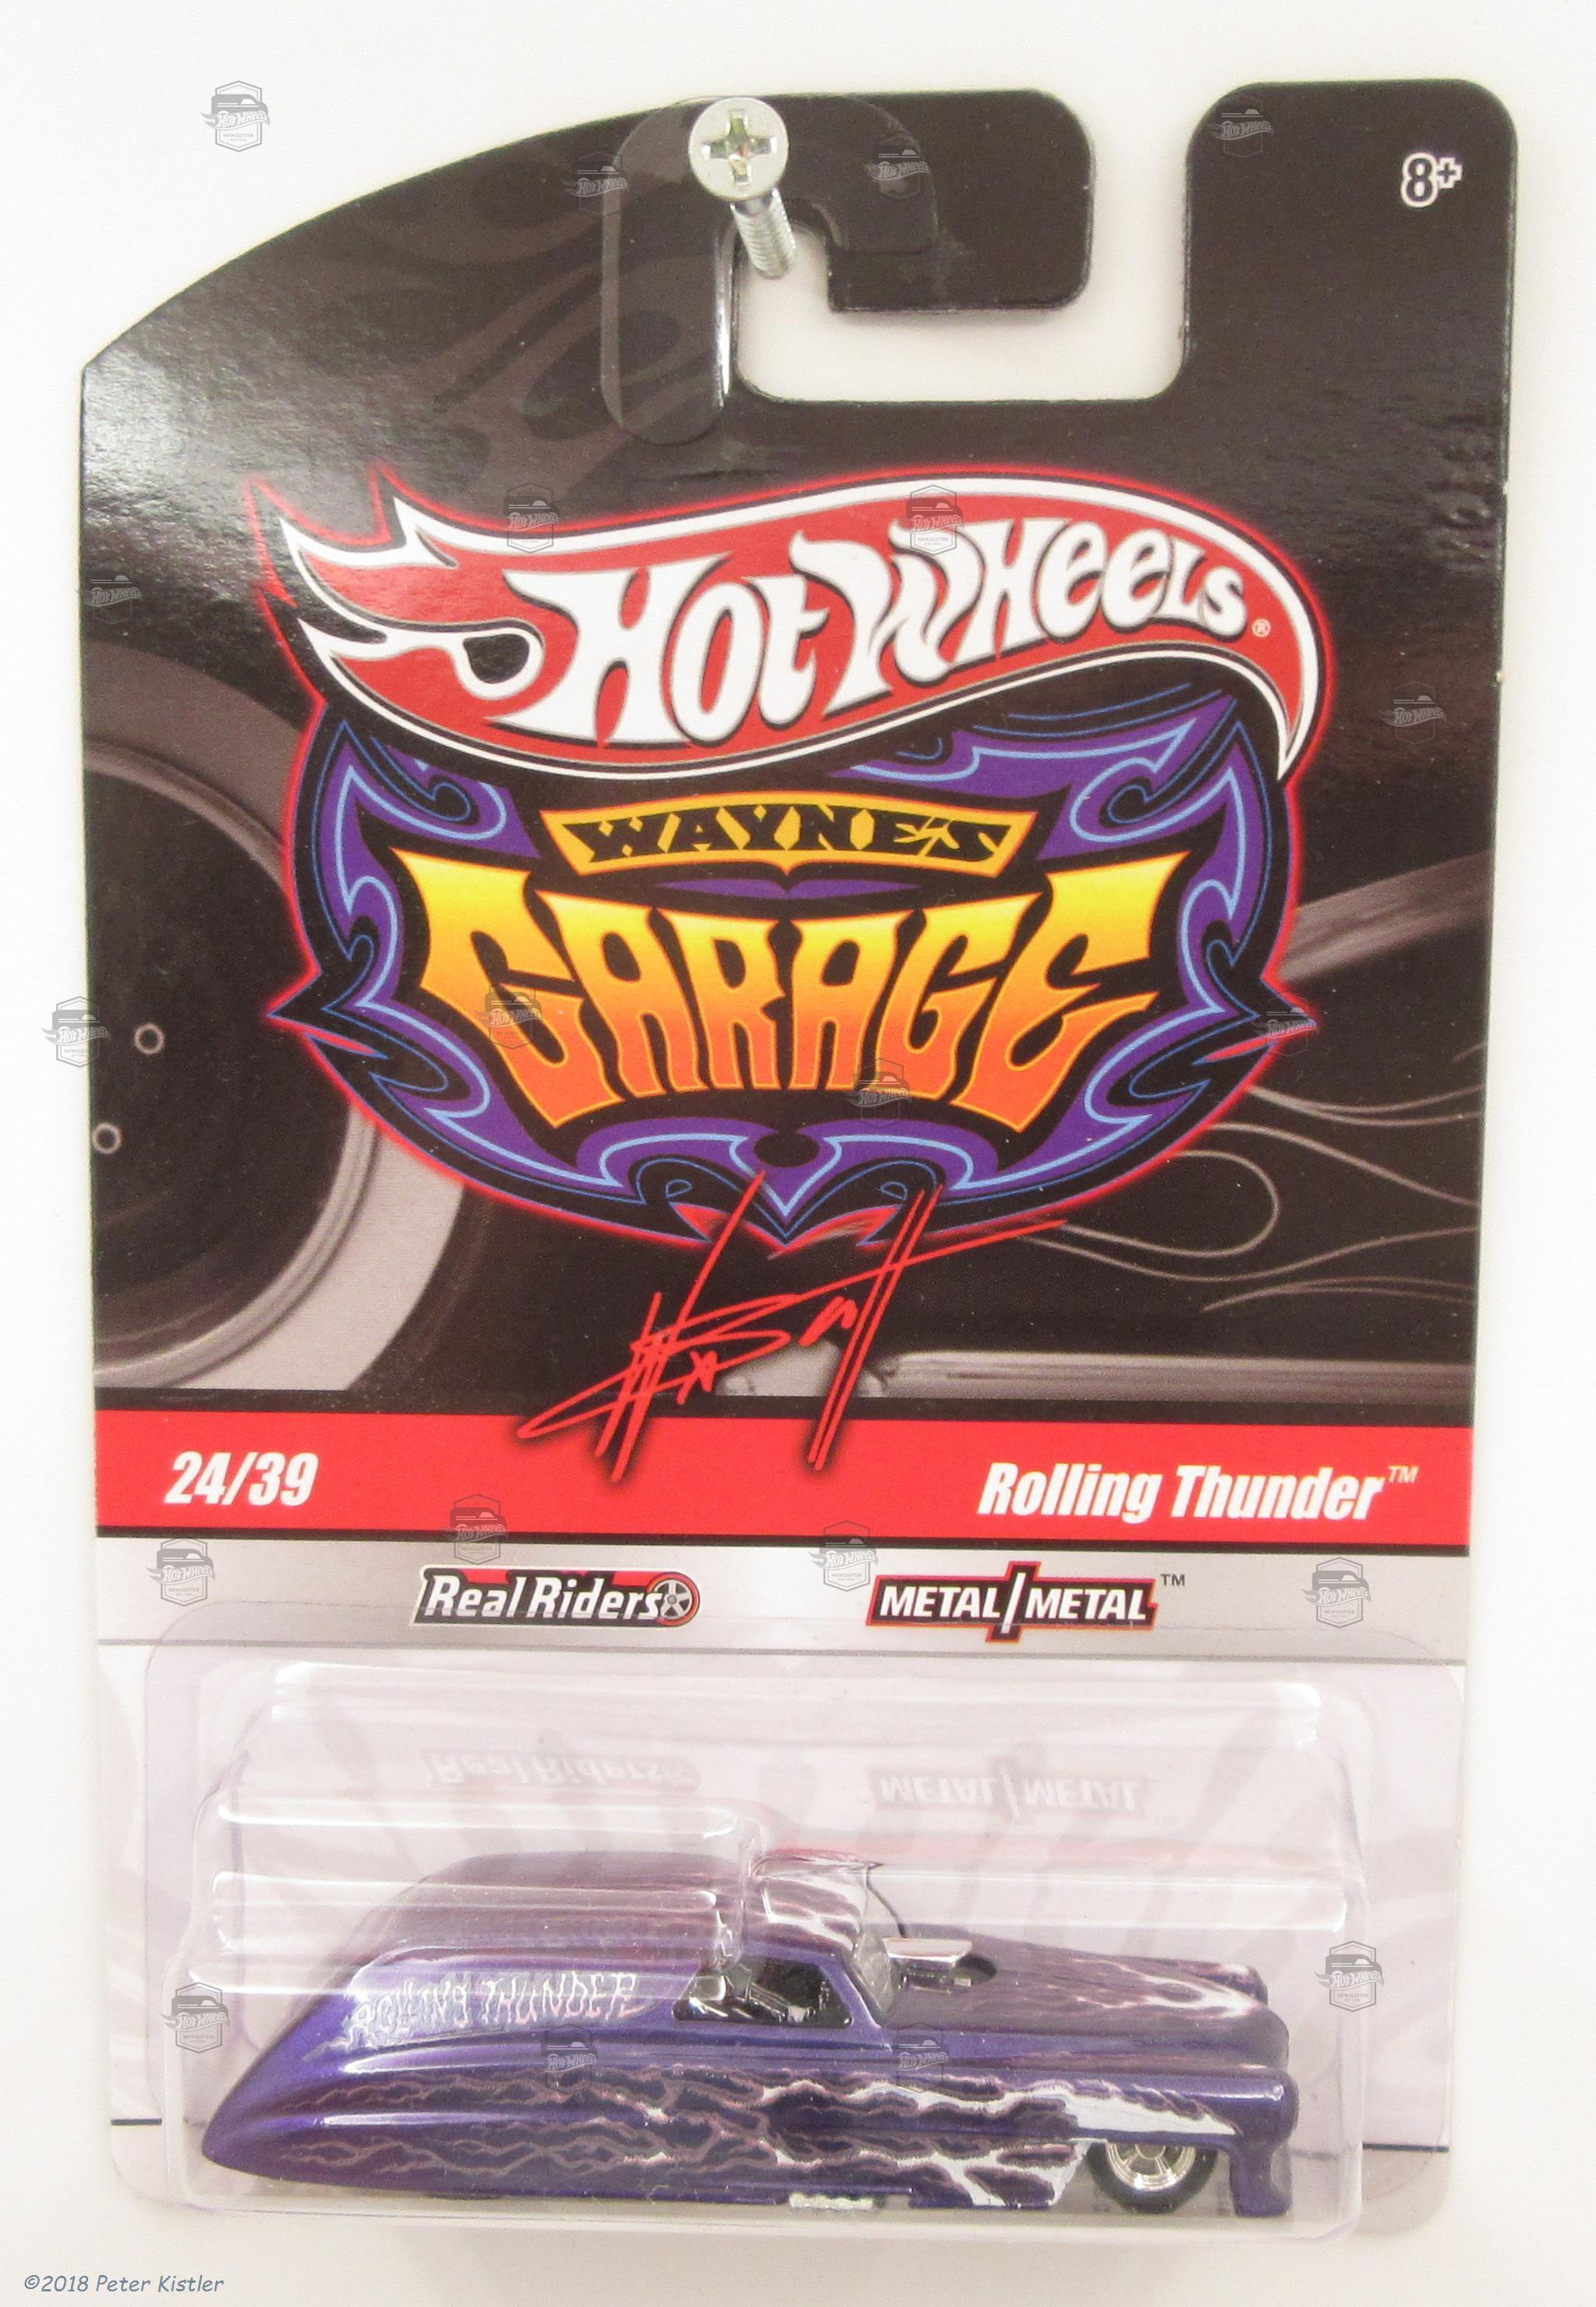 8+
Hot Wheels®
WAYNE'S
GARAGE
24/39
Rolling Thunder™
Real Riders
METAL/METAL™
ROLLING THUNDER
©2018 Peter Kistler